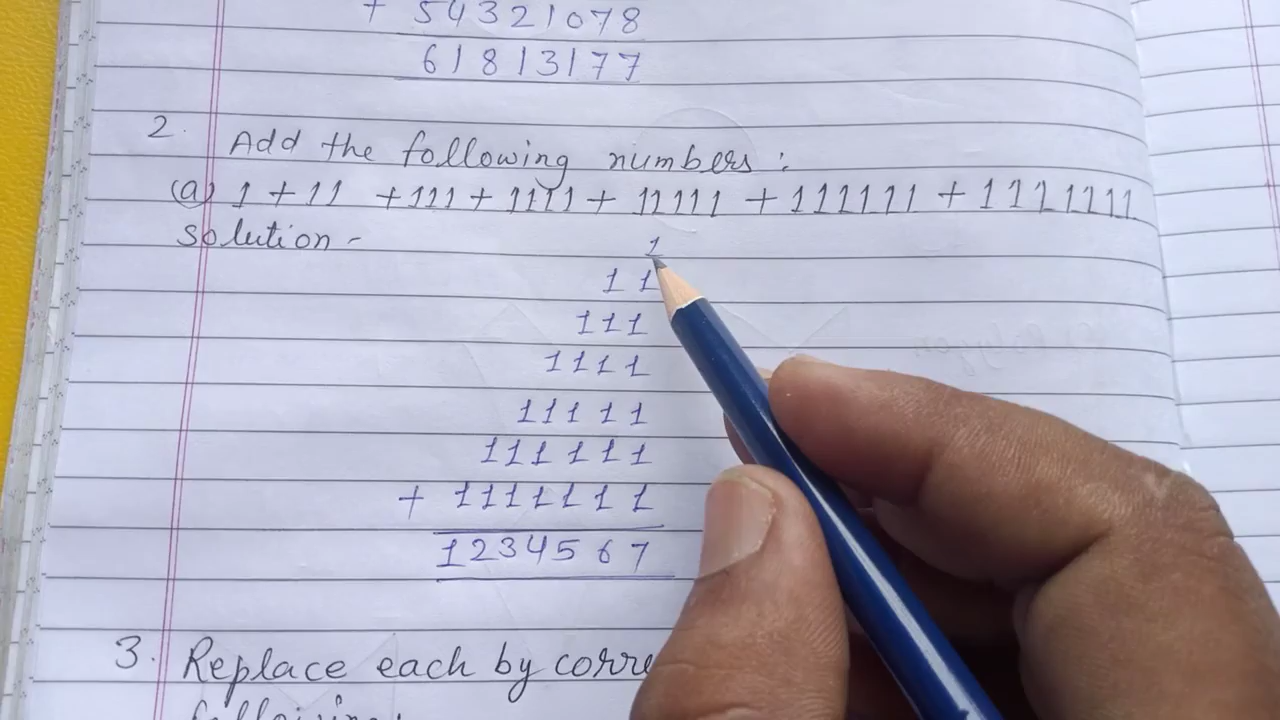 + 54321078
61813177
2. Add the following numbers:
(a) 1 + 11 + 111 + 1111 + 11111 + 111111 + 1111111
Solution -
1
11
111
1111
11111
111111
+ 1111111
1234567
3. Replace each by
following: